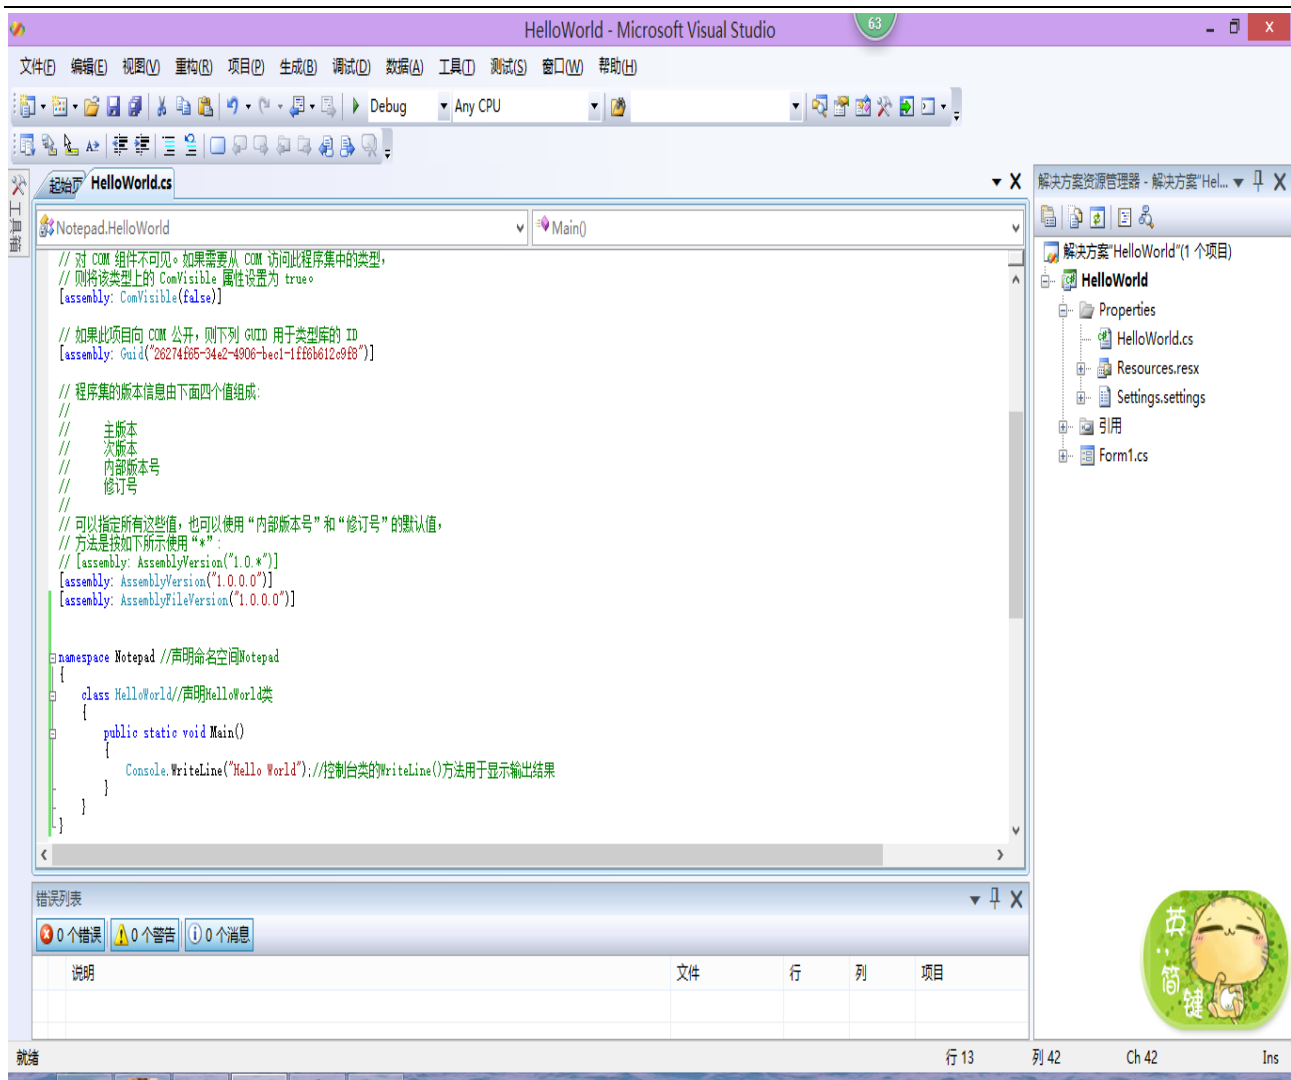 HelloWorld - Microsoft Visual Studio
63
文件(F) 编辑(E) 视图(V) 重构(R) 项目(P) 生成(B) 调试(D) 数据(A) 工具(T) 测试(S) 窗口(W) 帮助(H)
Debug Any CPU
工具箱
起始页 HelloWorld.cs
Notepad.HelloWorld Main()
// 对 COM 组件不可见。如果需要从 COM 访问此程序集中的类型，
// 则将该类型上的 ComVisible 属性设置为 true。
[assembly: ComVisible(false)]
// 如果此项目向 COM 公开，则下列 GUID 用于类型库的 ID
[assembly: Guid("26274f65-34e2-4906-bec1-1ff6b612c9f8")]
// 程序集的版本信息由下面四个值组成:
//
// 主版本
// 次版本
// 内部版本号
// 修订号
//
// 可以指定所有这些值，也可以使用“内部版本号”和“修订号”的默认值，
// 方法是按如下所示使用“*”:
// [assembly: AssemblyVersion("1.0.*")]
[assembly: AssemblyVersion("1.0.0.0")]
[assembly: AssemblyFileVersion("1.0.0.0")]
namespace Notepad //声明命名空间Notepad
{
class HelloWorld//声明HelloWorld类
{
public static void Main()
{
Console.WriteLine("Hello World");//控制台类的WriteLine()方法用于显示输出结果
}
}
}
解决方案资源管理器 - 解决方案"Hel...
解决方案"HelloWorld"(1 个项目)
HelloWorld
Properties
HelloWorld.cs
Resources.resx
Settings.settings
引用
Form1.cs
错误列表
0 个错误 0 个警告 0 个消息
说明 文件 行 列 项目
英
，
简
键
就绪 行 13 列 42 Ch 42 Ins